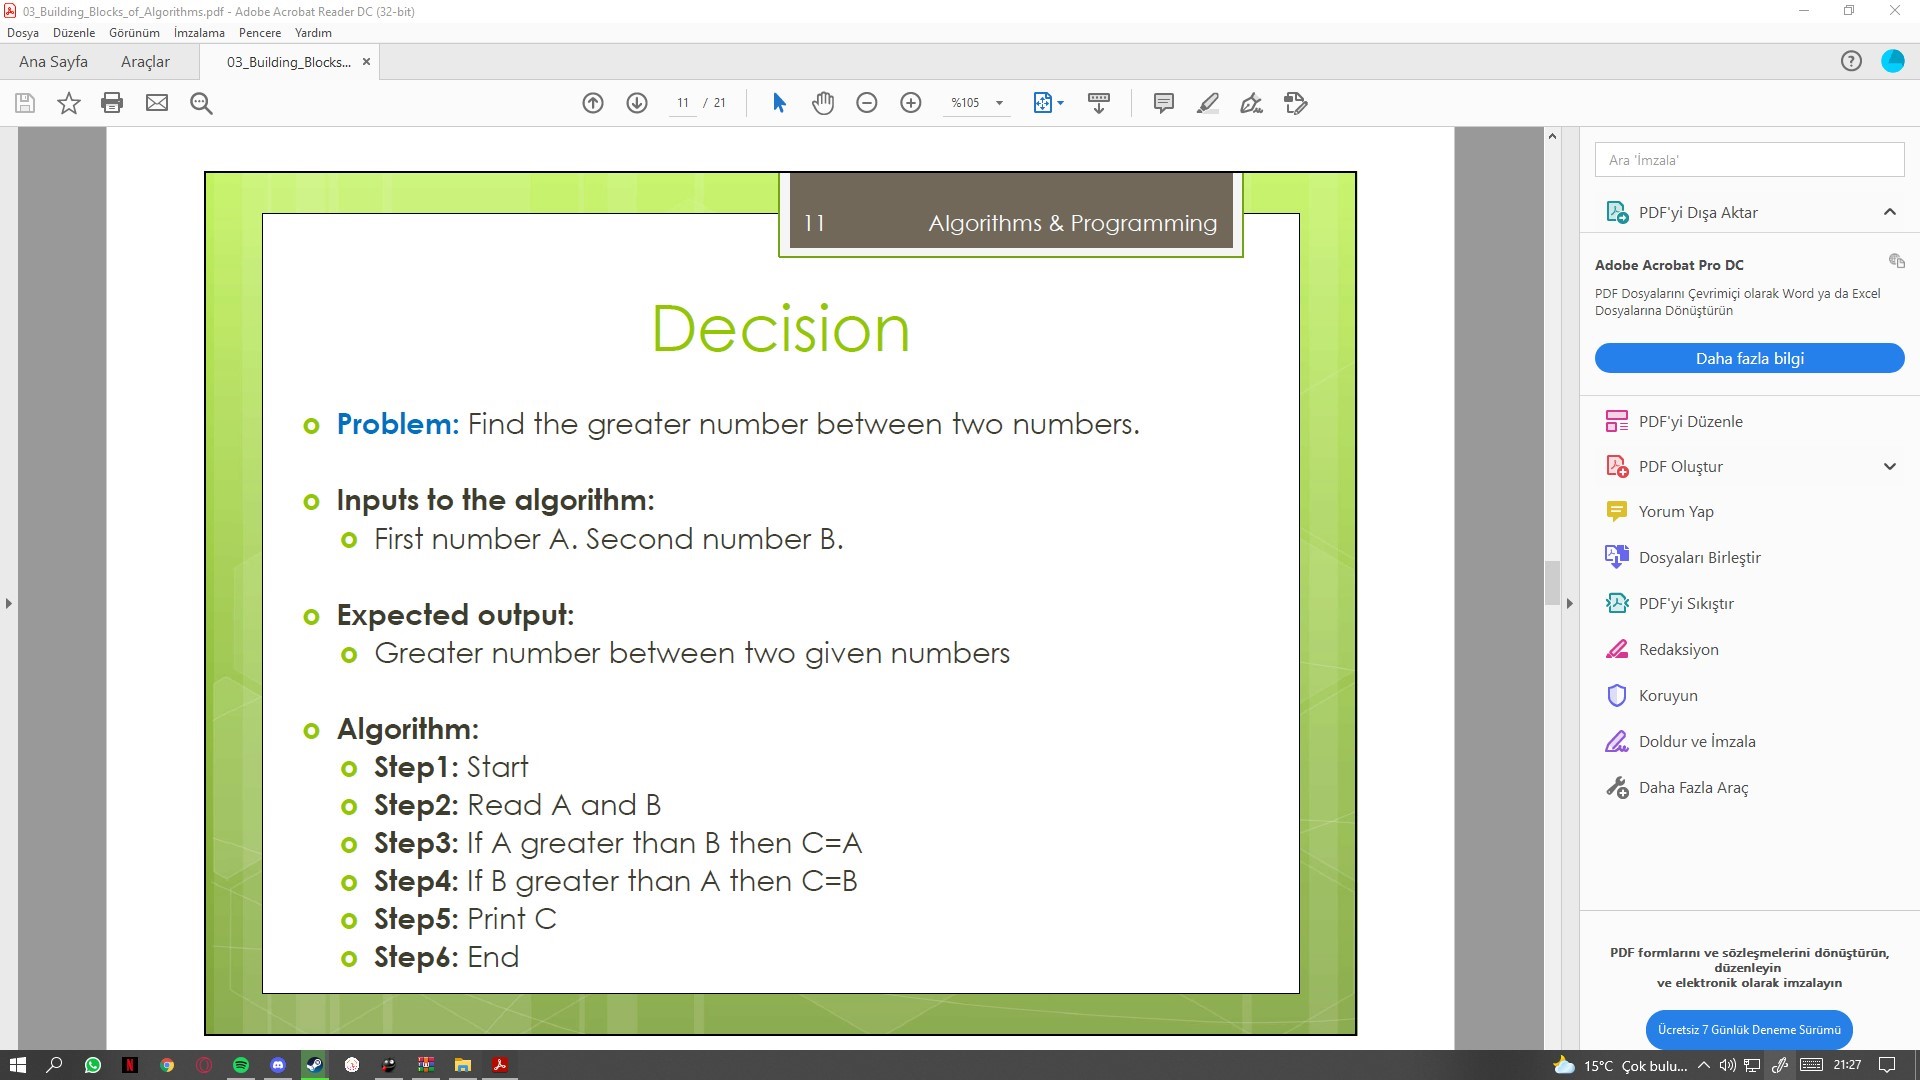 03_Building_Blocks_of_Algorithms.pdf - Adobe Acrobat Reader DC (32-bit)
Dosya Düzenle Görünüm İmzalama Pencere Yardım
Ana Sayfa Araçlar 03_Building_Blocks... ×
11 / 21 %105
Ara 'İmzala'
PDF'yi Dışa Aktar
Adobe Acrobat Pro DC
PDF Dosyalarını Çevrimiçi olarak Word ya da Excel
Dosyalarına Dönüştürün
Daha fazla bilgi
PDF'yi Düzenle
PDF Oluştur
Yorum Yap
Dosyaları Birleştir
PDF'yi Sıkıştır
Redaksiyon
Koruyun
Doldur ve İmzala
Daha Fazla Araç
PDF formlarını ve sözleşmelerini dönüştürün,
düzenleyin
ve elektronik olarak imzalayın
Ücretsiz 7 Günlük Deneme Sürümü
11 Algorithms & Programming
Decision
Problem: Find the greater number between two numbers.
Inputs to the algorithm:
First number A. Second number B.
Expected output:
Greater number between two given numbers
Algorithm:
Step1: Start
Step2: Read A and B
Step3: If A greater than B then C=A
Step4: If B greater than A then C=B
Step5: Print C
Step6: End
15°C Çok bulu... 21:27